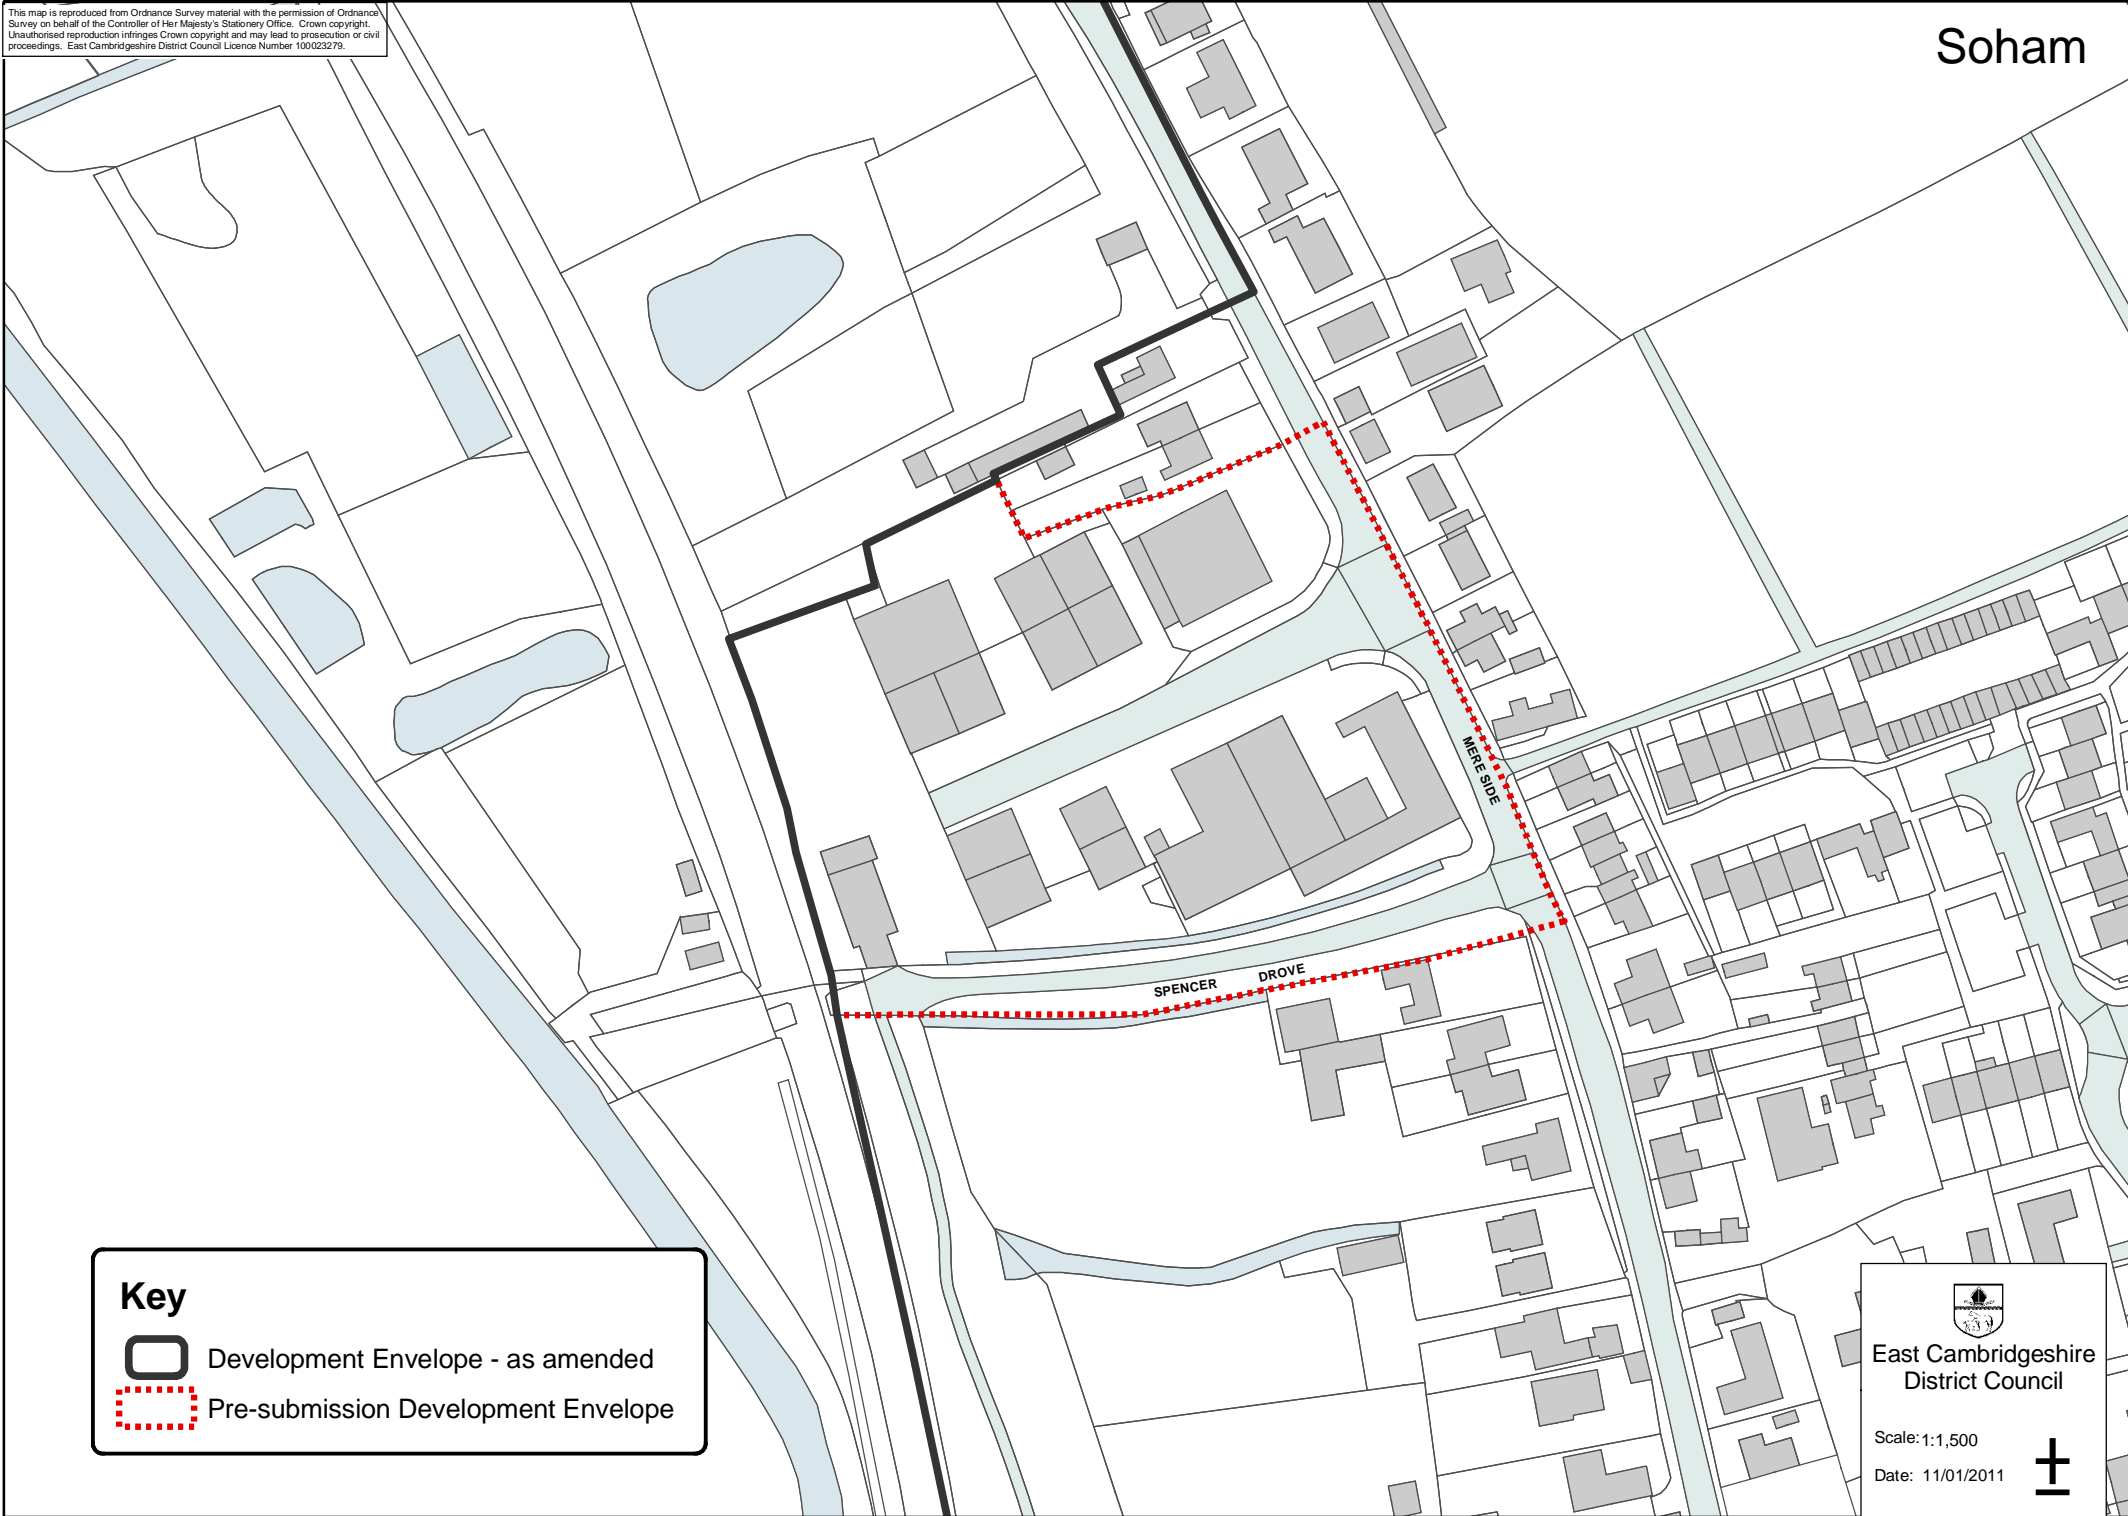 This map is reproduced from Ordnance Survey material with the permission of Ordnance
Survey on behalf of the Controller of Her Majesty's Stationery Office. Crown copyright.
Unauthorised reproduction infringes Crown copyright and may lead to prosecution or civil
proceedings. East Cambridgeshire District Council Licence Number 100023279.
Soham
MERE SIDE
SPENCER DROVE
Key
Development Envelope - as amended
Pre-submission Development Envelope
East Cambridgeshire
District Council
Scale: 1:1,500
Date: 11/01/2011